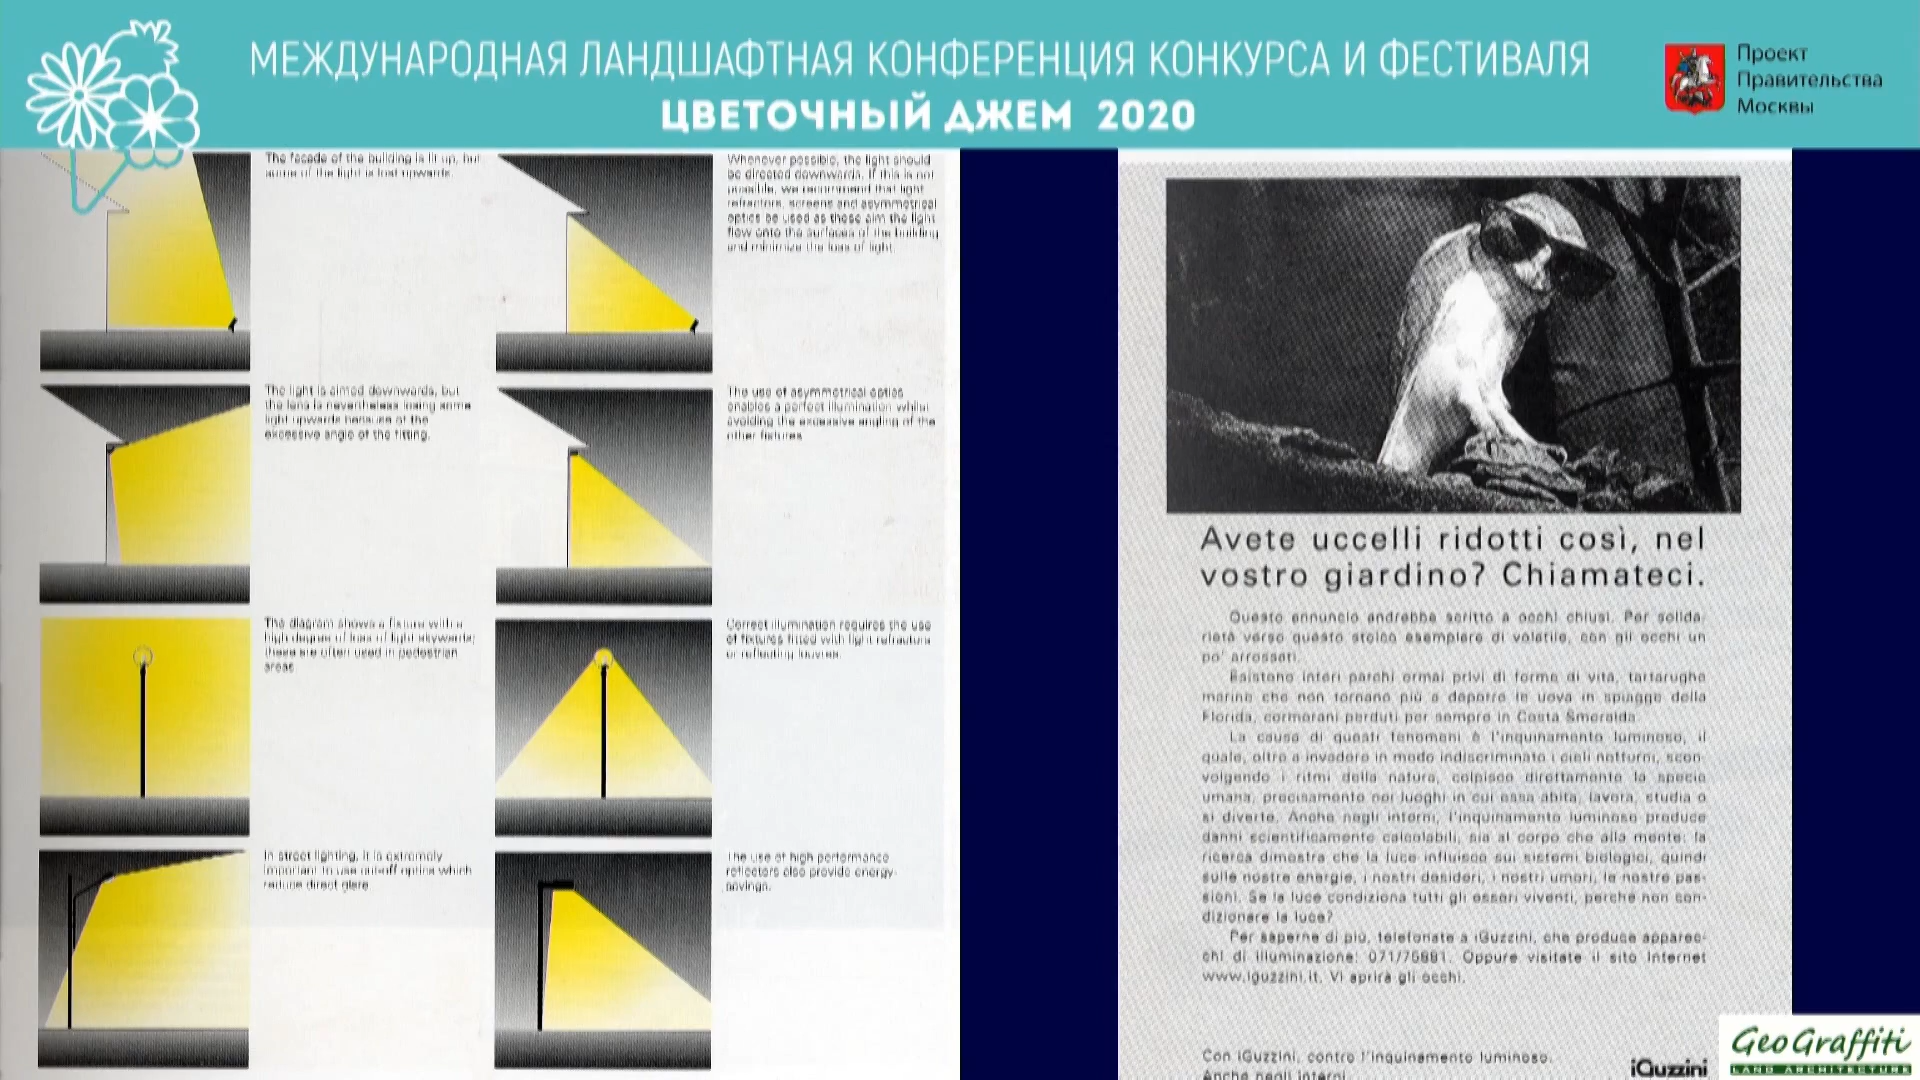 МЕЖДУНАРОДНАЯ ЛАНДШАФТНАЯ КОНФЕРЕНЦИЯ КОНКУРСА И ФЕСТИВАЛЯ
ЦВЕТОЧНЫЙ ДЖЕМ 2020
Проект
Правительства
Москвы
The facade of the building is lit up, but
some of the light is lost upwards.
Whenever possible, the light should
be directed downwards. If this is not
possible, we recommend that light
refractors, screens and asymmetrical
optics be used as these aim the light
flow onto the surfaces of the building
and minimize the loss of light.
The light is aimed downwards, but
the lens is nevertheless losing some
light upwards because of the
excessive angle of the fitting.
The use of asymmetrical optics
enables a perfect illumination whilst
avoiding the excessive angling of the
other fixtures.
The diagram shows a fixture with a
high degree of loss of light skywards;
these are often used in pedestrian
areas.
Correct illumination requires the use
of fixtures fitted with light refractors
or reflecting louvres.
In street lighting, it is extremely
important to use cut-off optics which
reduce direct glare.
The use of high performance
reflectors also provide energy-
savings.
Avete uccelli ridotti così, nel
vostro giardino? Chiamateci.
Questo annuncio andrebbe scritto a occhi chiusi. Per solida-
rietà verso questo stoico esemplare di volatile, con gli occhi un
po' arrossati.
Esistono interi parchi ormai privi di forme di vita, tartarughe
marine che non tornano più a deporre le uova in spiagge della
Florida, cormorani perduti per sempre in Costa Smeralda.
La causa di questi fenomeni è l'inquinamento luminoso, il
quale, oltre a invadere in modo indiscriminato i cieli notturni, scon-
volgendo i ritmi della natura, colpisce direttamente la specie
umana, precisamente nei luoghi in cui essa abita, lavora, studia o
si diverte. Anche negli interni, l'inquinamento luminoso produce
danni scientificamente calcolabili, sia al corpo che alla mente: la
ricerca dimostra che la luce influisce sui sistemi biologici, quindi
sulle nostre energie, i nostri desideri, i nostri umori, le nostre pas-
sioni. Se la luce condiziona tutti gli esseri viventi, perché non con-
dizionare la luce?
Per saperne di più, telefonate a iGuzzini, che produce apparec-
chi di illuminazione: 071/75881. Oppure visitate il sito Internet
www.iguzzini.it. Vi aprirà gli occhi.
Con iGuzzini, contro l'inquinamento luminoso.
Anche negli interni.
iGuzzini
GeoGraffiti
LAND ARCHITECTURE